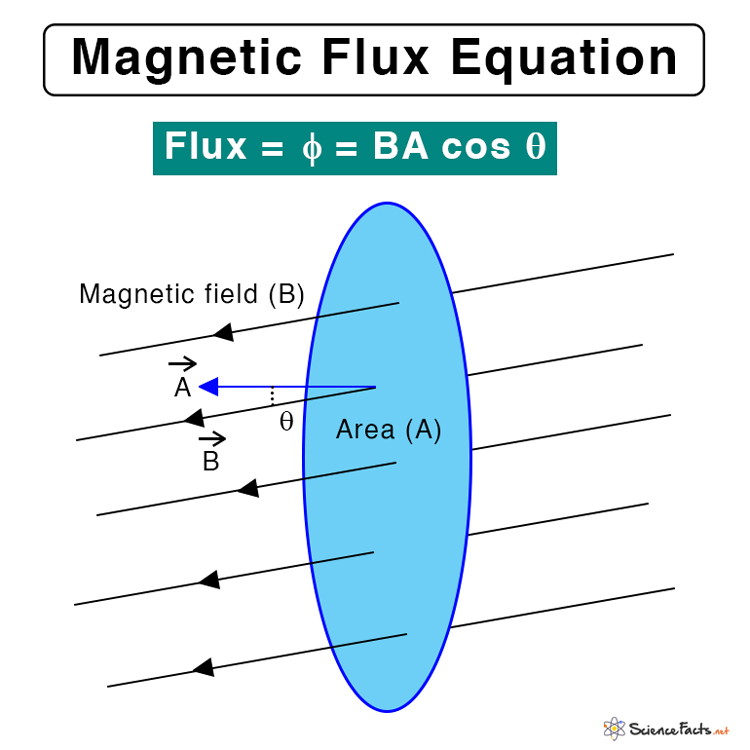 Magnetic Flux Equation
Flux = ϕ = BA cos θ
Magnetic field (B)
A
θ
B
Area (A)
ScienceFacts.net